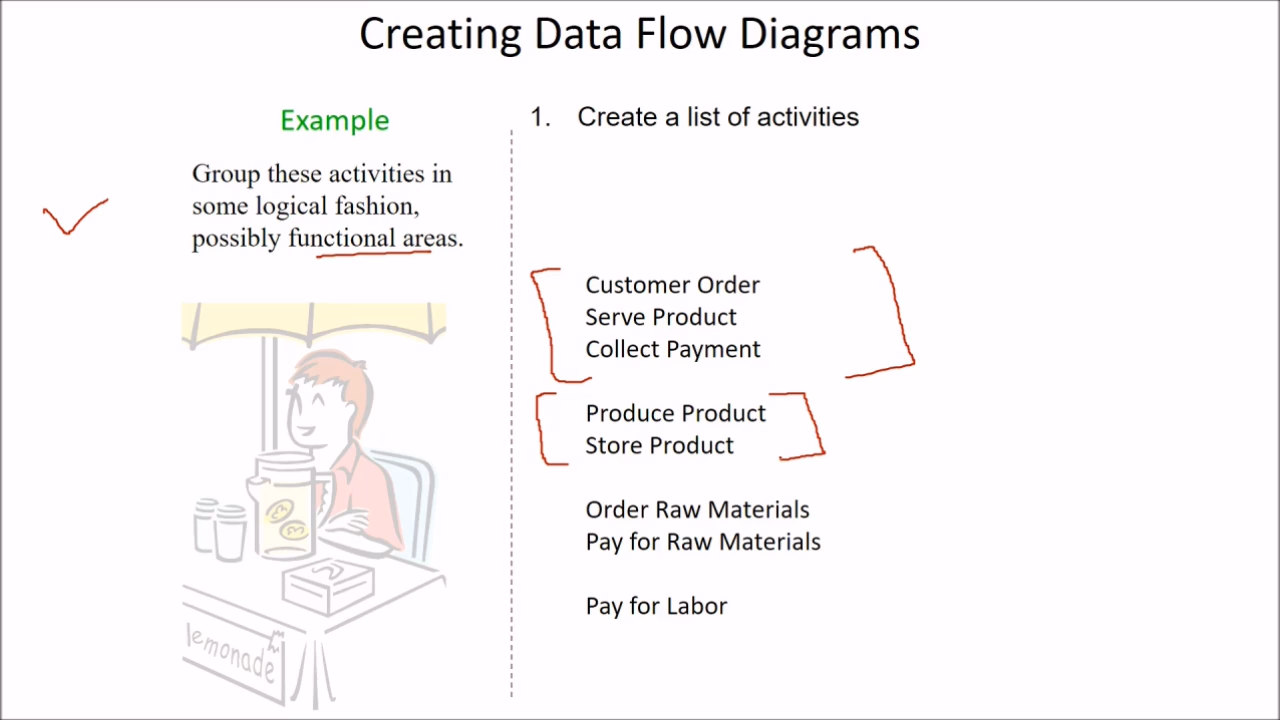 Creating Data Flow Diagrams
Example
Group these activities in
some logical fashion,
possibly functional areas.
lemonade
1. Create a list of activities
Customer Order
Serve Product
Collect Payment
Produce Product
Store Product
Order Raw Materials
Pay for Raw Materials
Pay for Labor